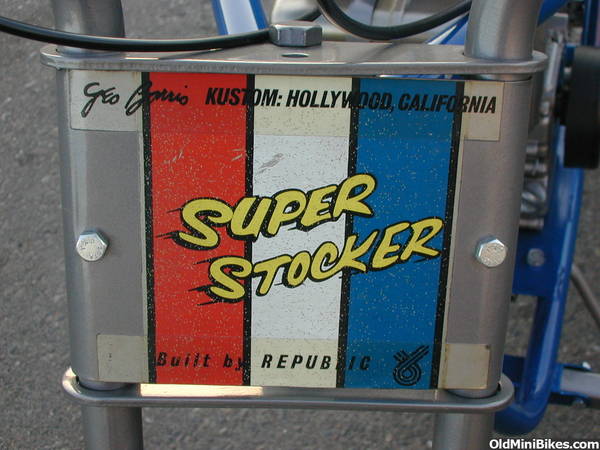 Geo Barris KUSTOM: HOLLYWOOD, CALIFORNIA
SUPER
STOCKER
Built by REPUBLIC
OldMiniBikes.com